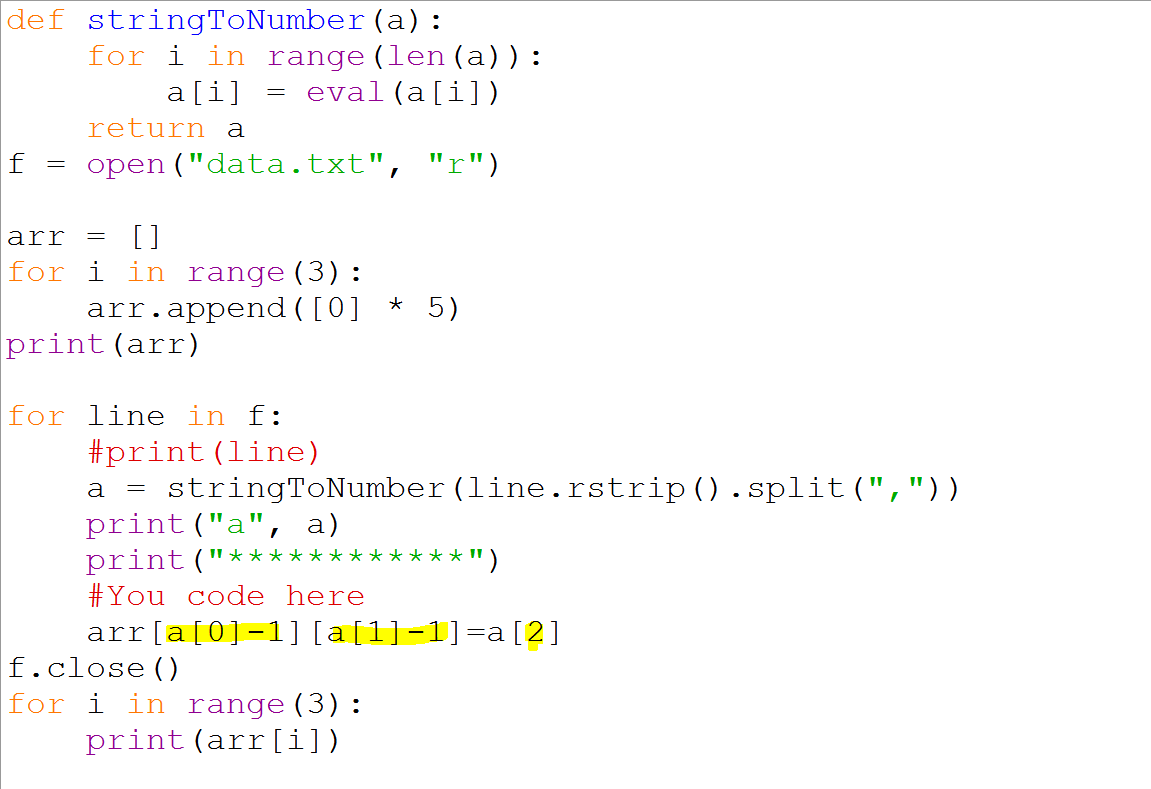 def stringToNumber(a):
    for i in range(len(a)):
        a[i] = eval(a[i])
    return a
f = open("data.txt", "r")

arr = []
for i in range(3):
    arr.append([0] * 5)
print(arr)

for line in f:
    #print(line)
    a = stringToNumber(line.rstrip().split(","))
    print("a", a)
    print("************")
    #You code here
    arr[a[0]-1][a[1]-1]=a[2]
f.close()
for i in range(3):
    print(arr[i])